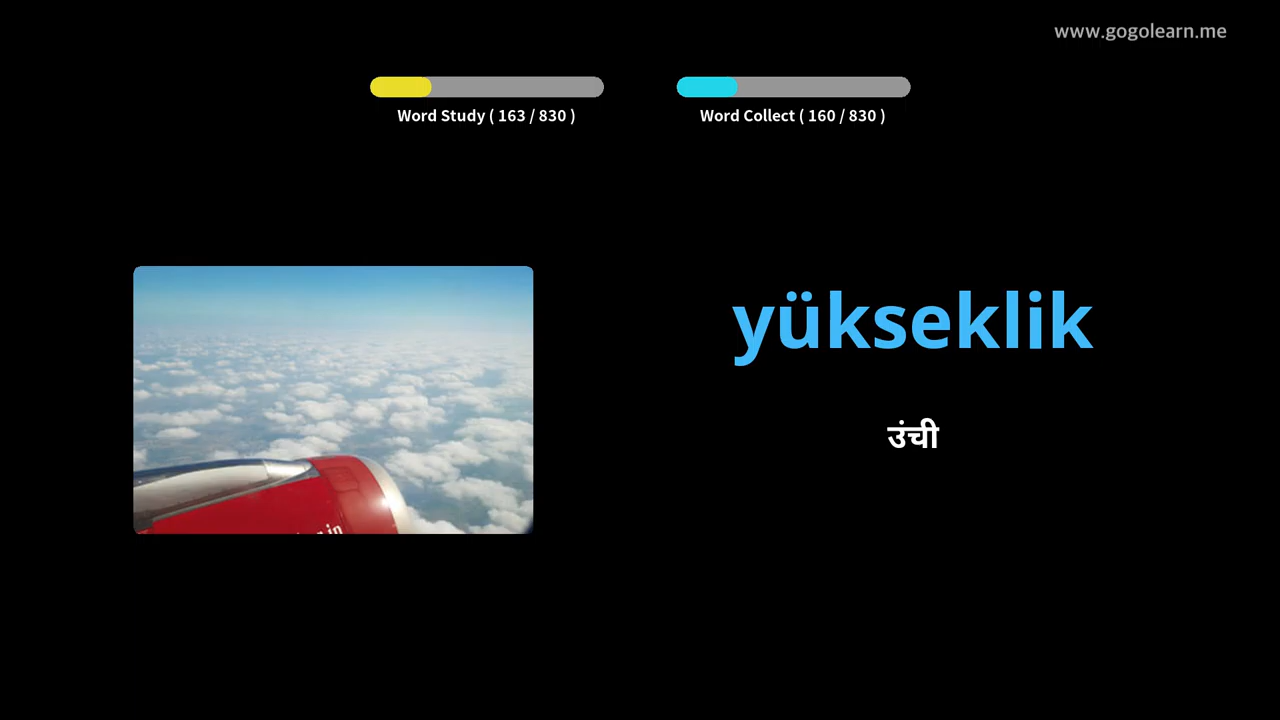 www.gogolearn.me
Word Study ( 163 / 830 )
Word Collect ( 160 / 830 )
yükseklik
उंची